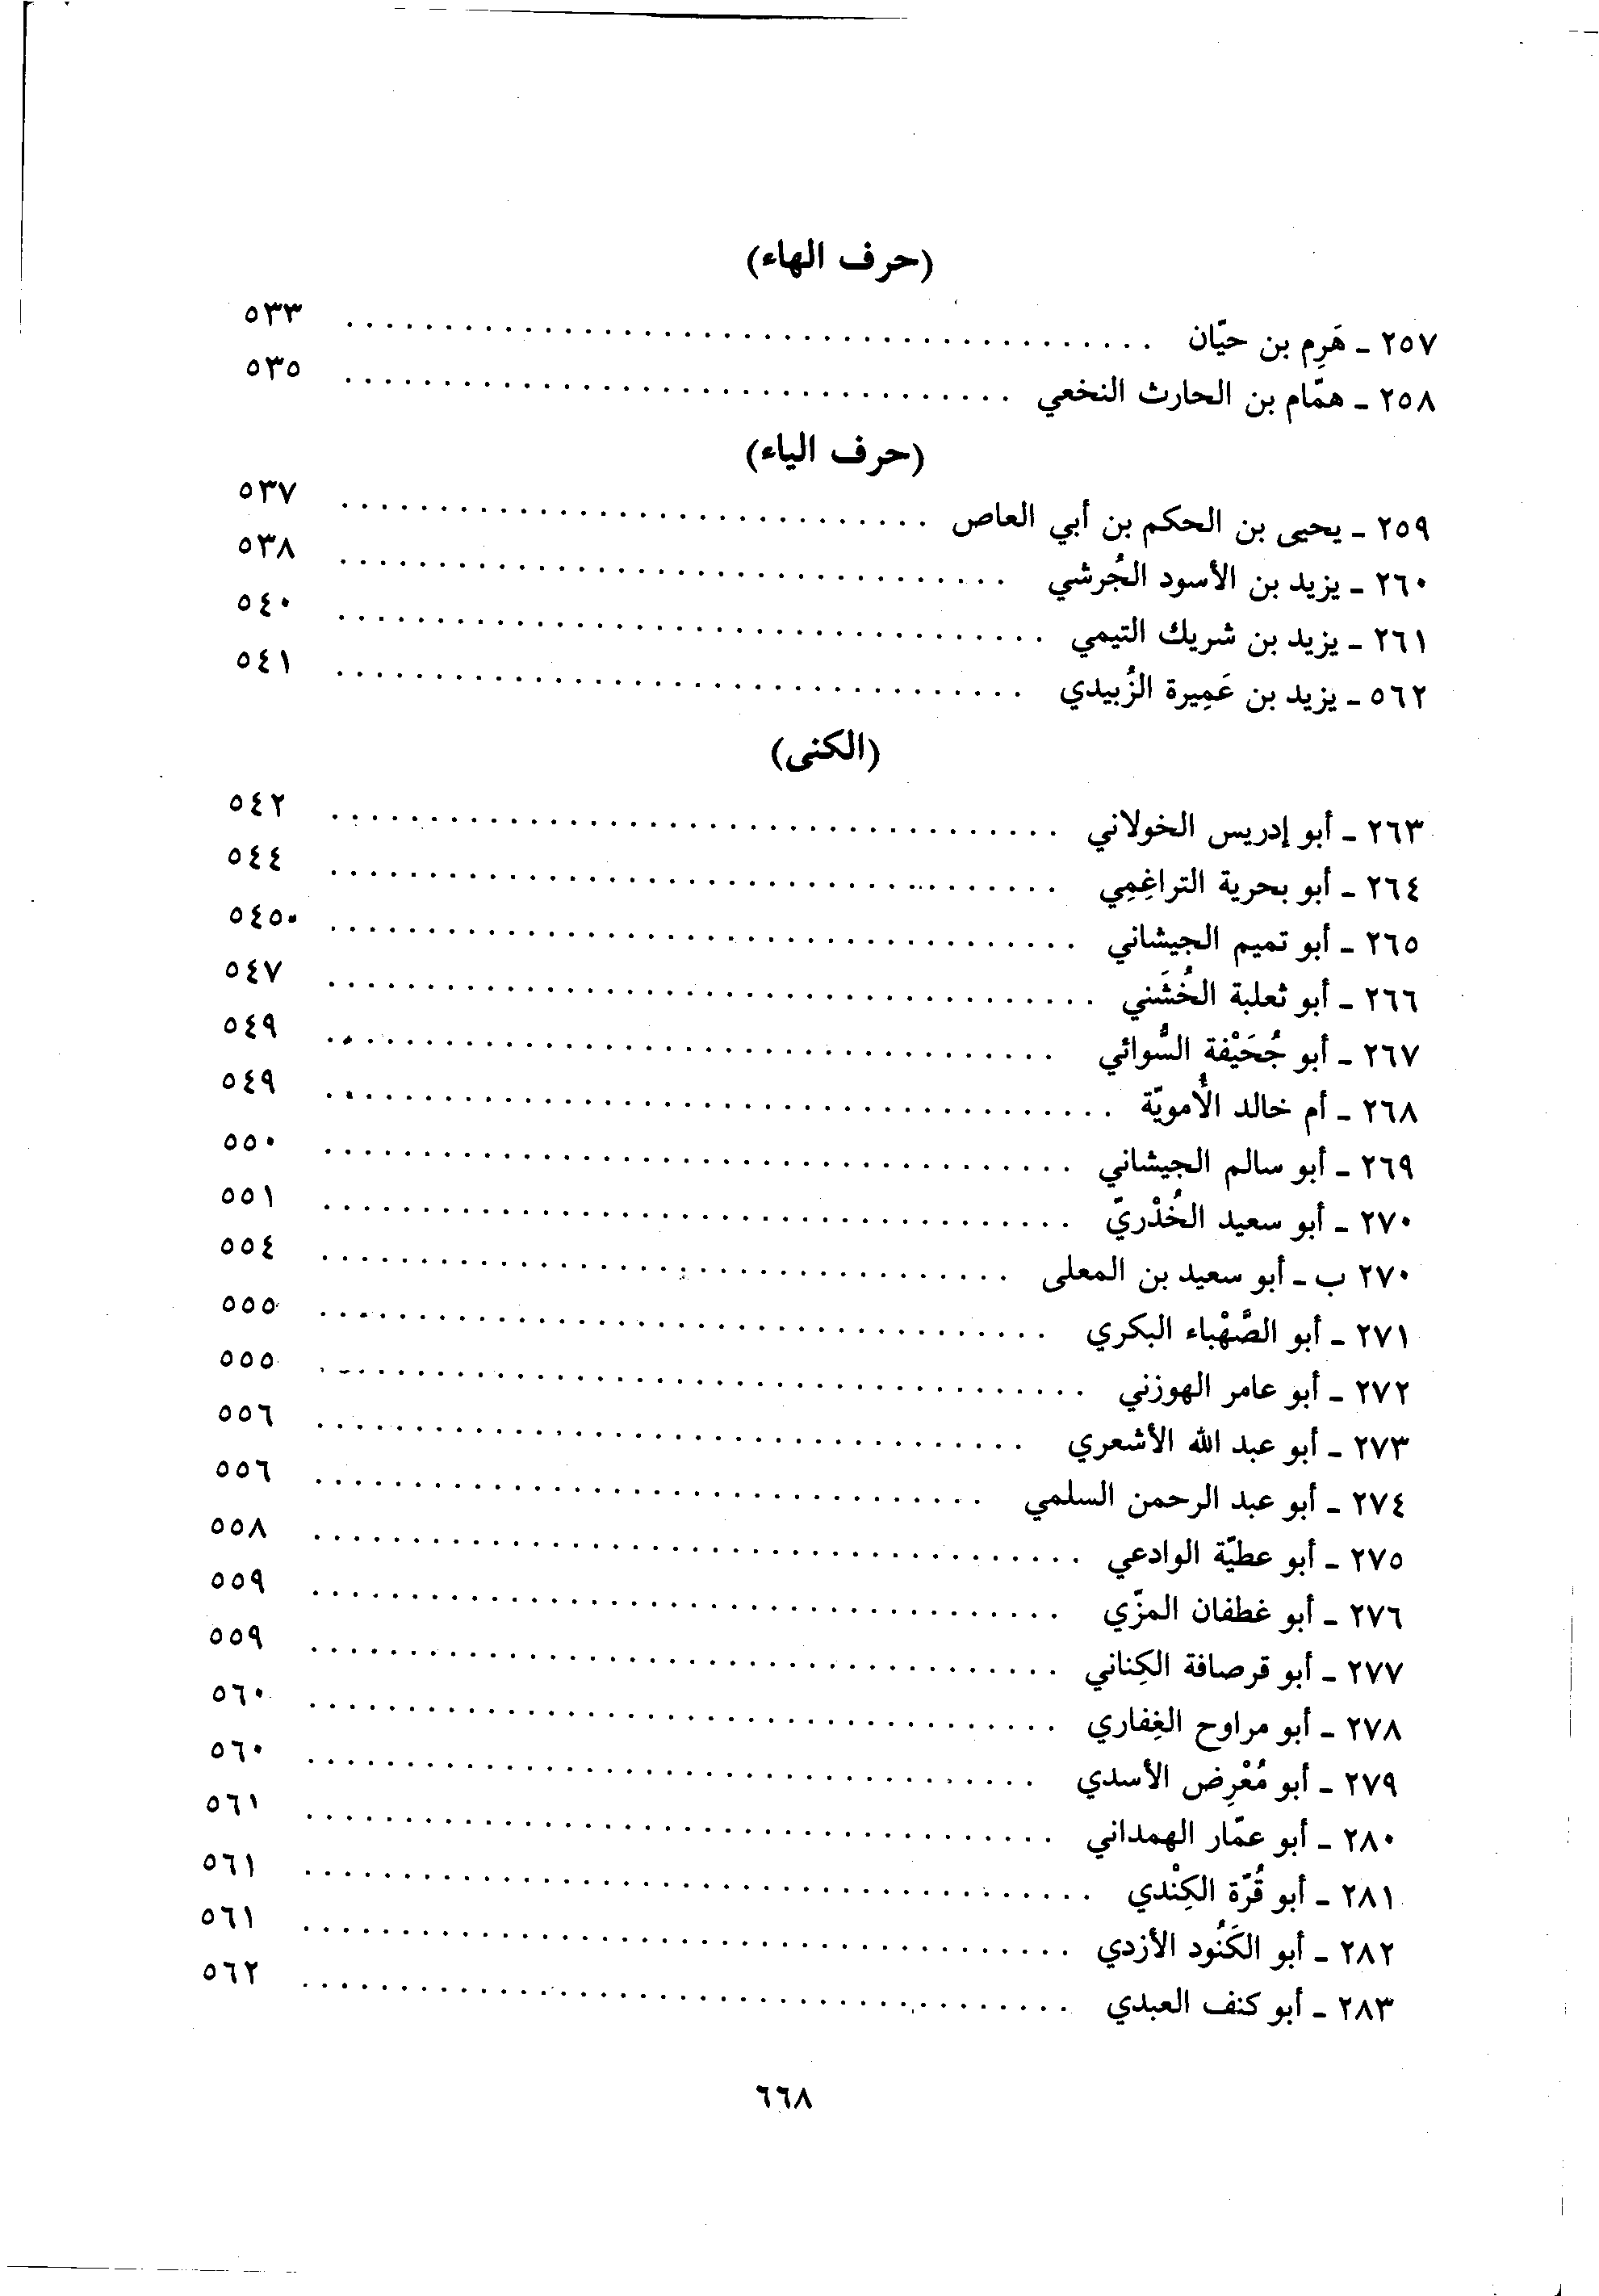 (حرف الهاء)
٢٥٧ - هَرِم بن حيّان ................................ ٥٣٣
٢٥٨ - همّام بن الحارث النخعي ................................ ٥٣٥
(حرف الياء)
٢٥٩ - يحيى بن الحكم بن أبي العاص ................................ ٥٣٧
٢٦٠ - يزيد بن الأسود الجُرشي ................................ ٥٣٨
٢٦١ - يزيد بن شريك التيمي ................................ ٥٤٠
٥٦٢ - يزيد بن عَمِيرة الزُبيدي ................................ ٥٤١
(الكنى)
٢٦٣ - أبو إدريس الخولاني ................................ ٥٤٢
٢٦٤ - أبو بحرية التراغِمِي ................................ ٥٤٤
٢٦٥ - أبو تميم الجيشاني ................................ ٥٤٥
٢٦٦ - أبو ثعلبة الخُشَني ................................ ٥٤٧
٢٦٧ - أبو جُحَيْفة السُّوائي ................................ ٥٤٩
٢٦٨ - أم خالد الأُمويّة ................................ ٥٤٩
٢٦٩ - أبو سالم الجيشاني ................................ ٥٥٠
٢٧٠ - أبو سعيد الخُذْريّ ................................ ٥٥١
٢٧٠ ب - أبو سعيد بن المعلى ................................ ٥٥٤
٢٧١ - أبو الصَّهْباء البكري ................................ ٥٥٥
٢٧٢ - أبو عامر الهوزني ................................ ٥٥٥
٢٧٣ - أبو عبد الله الأشعري ................................ ٥٥٦
٢٧٤ - أبو عبد الرحمن السلمي ................................ ٥٥٦
٢٧٥ - أبو عطيّة الوادعي ................................ ٥٥٨
٢٧٦ - أبو غطفان المزّي ................................ ٥٥٩
٢٧٧ - أبو قرصافة الكِناني ................................ ٥٥٩
٢٧٨ - أبو مراوح الغِفاري ................................ ٥٦٠
٢٧٩ - أبو مُعْرِض الأسدي ................................ ٥٦٠
٢٨٠ - أبو عمّار الهمداني ................................ ٥٦١
٢٨١ - أبو قُرّة الكِنْدي ................................ ٥٦١
٢٨٢ - أبو الكَنُود الأزدي ................................ ٥٦١
٢٨٣ - أبو كنف العبدي ................................ ٥٦٢
٦٦٨